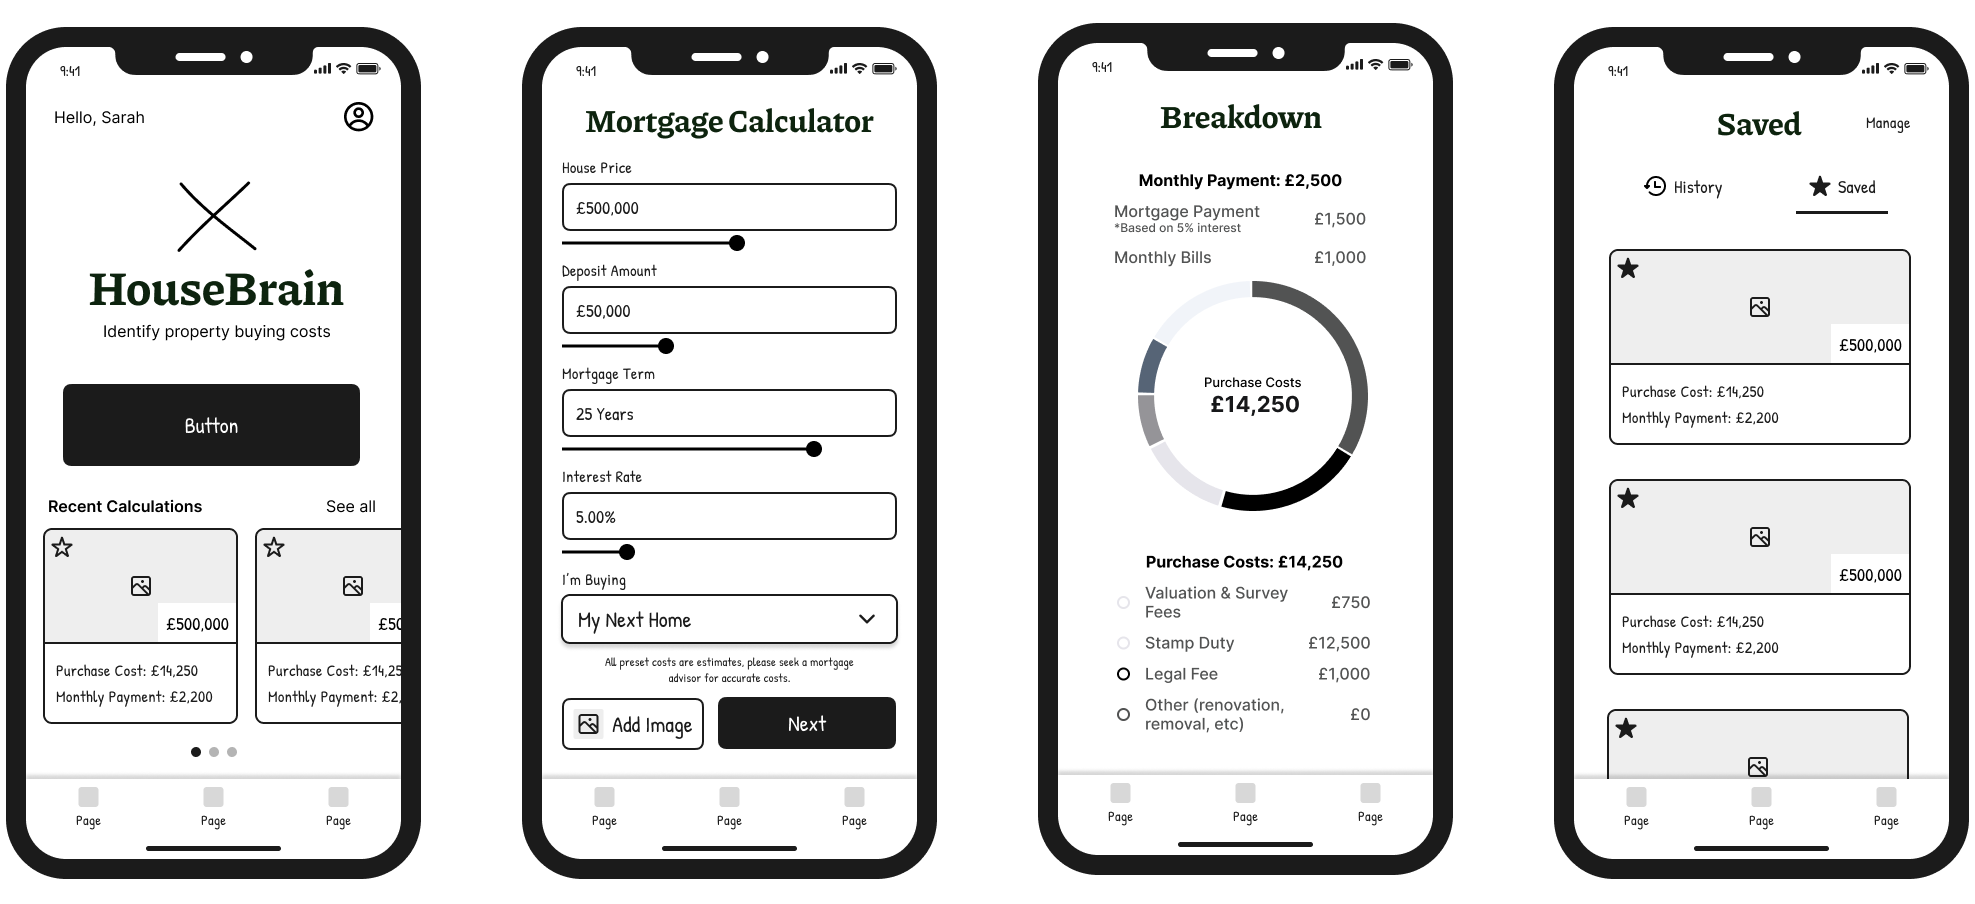 9:41
Hello, Sarah
HouseBrain
Identify property buying costs
Button
Recent Calculations See all
£500,000
£50
Purchase Cost: £14,250
Monthly Payment: £2,200
Purchase Cost: £14,25
Monthly Payment: £2,
Page Page Page
9:41
Mortgage Calculator
House Price
£500,000
Deposit Amount
£50,000
Mortgage Term
25 Years
Interest Rate
5.00%
I'm Buying
My Next Home
All preset costs are estimates, please seek a mortgage
advisor for accurate costs.
Add Image Next
Page Page Page
9:41
Breakdown
Monthly Payment: £2,500
Mortgage Payment £1,500
*Based on 5% interest
Monthly Bills £1,000
Purchase Costs
£14,250
Purchase Costs: £14,250
Valuation & Survey
Fees £750
Stamp Duty £12,500
Legal Fee £1,000
Other (renovation,
removal, etc) £0
Page Page Page
9:41
Saved Manage
History Saved
£500,000
Purchase Cost: £14,250
Monthly Payment: £2,200
£500,000
Purchase Cost: £14,250
Monthly Payment: £2,200
Page Page Page